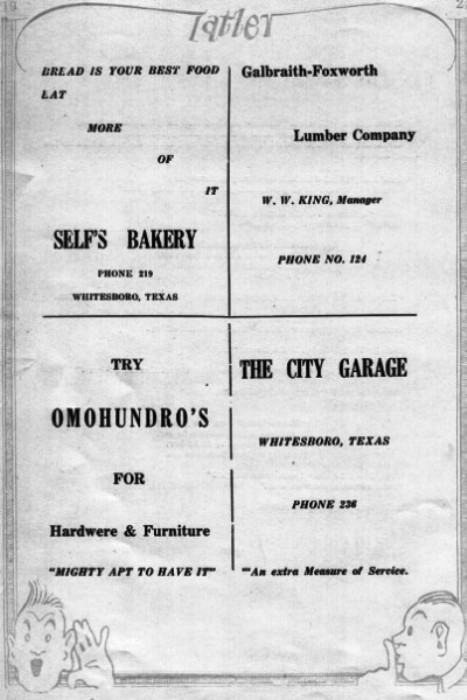 19
2
Tatler
BREAD IS YOUR BEST FOOD
EAT
MORE
OF
IT
SELF'S BAKERY
PHONE 219
WHITESBORO, TEXAS
Galbraith-Foxworth
Lumber Company
W. W. KING, Manager
PHONE NO. 124
TRY
OMOHUNDRO'S
FOR
Hardwere & Furniture
"MIGHTY APT TO HAVE IT"
THE CITY GARAGE
WHITESBORO, TEXAS
PHONE 236
""An extra Measure of Service.